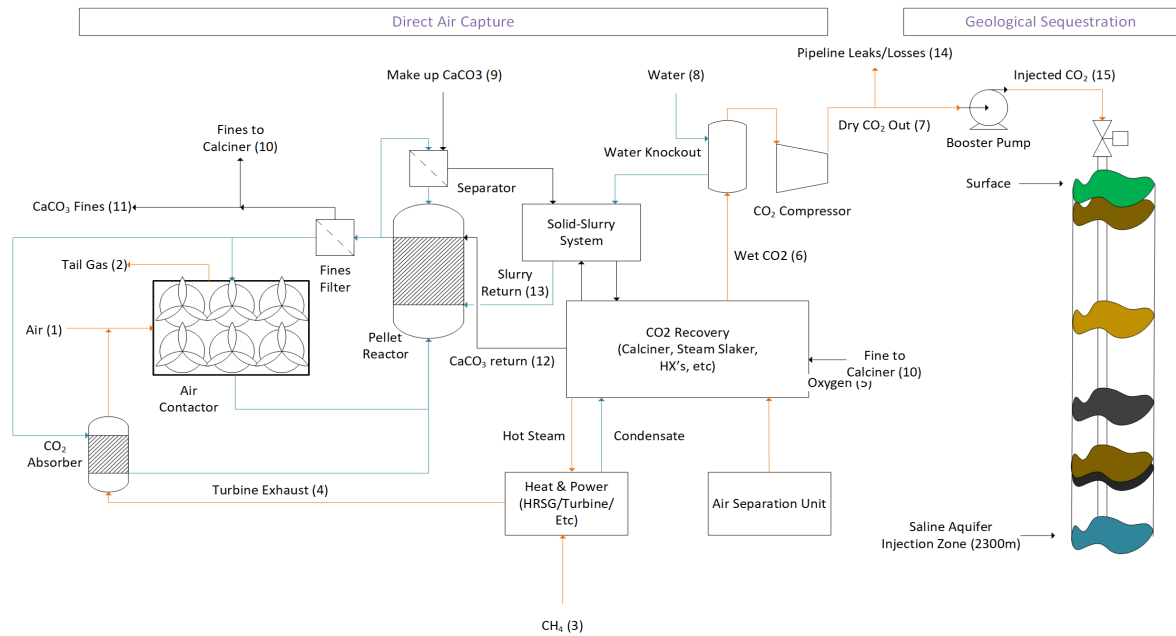 Direct Air Capture
Geological Sequestration
Pipeline Leaks/Losses (14)
Make up CaCO3 (9)
Water (8)
Injected CO₂ (15)
Fines to
Calciner (10)
Dry CO₂ Out (7)
Booster Pump
Water Knockout
Separator
CO₂ Compressor
Surface
CaCO₃ Fines (11)
Solid-Slurry
System
Tail Gas (2)
Fines
Filter
Slurry
Return (13)
Wet CO2 (6)
Air (1)
Pellet
Reactor
CO2 Recovery
(Calciner, Steam Slaker,
HX's, etc)
CaCO₃ return (12)
Fine to
Calciner (10)
Oxygen (5)
Air
Contactor
CO₂
Absorber
Hot Steam
Condensate
Turbine Exhaust (4)
Heat & Power
(HRSG/Turbine/
Etc)
Air Separation Unit
Saline Aquifer
Injection Zone (2300m)
CH₄ (3)